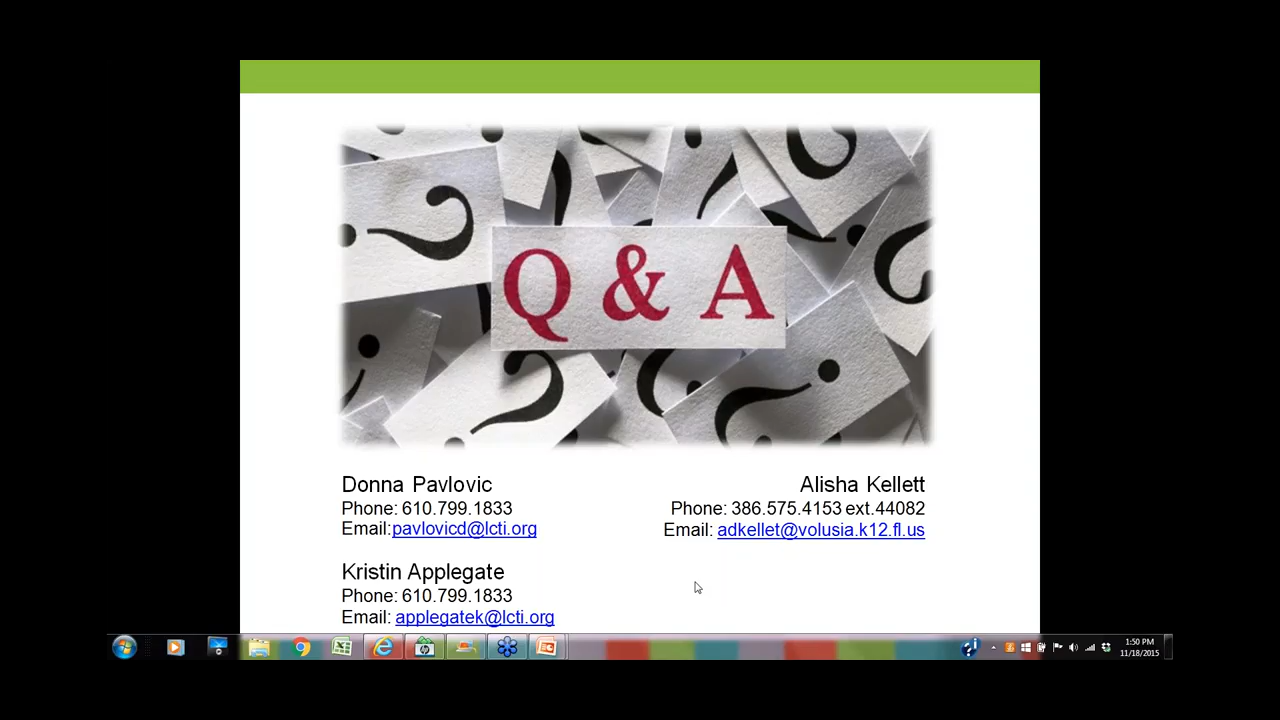 Q & A
Donna Pavlovic
Phone: 610.799.1833
Email:pavlovicd@lcti.org
Kristin Applegate
Phone: 610.799.1833
Email: applegatek@lcti.org
Alisha Kellett
Phone: 386.575.4153 ext.44082
Email: adkellet@volusia.k12.fl.us
1:50 PM
11/18/2015